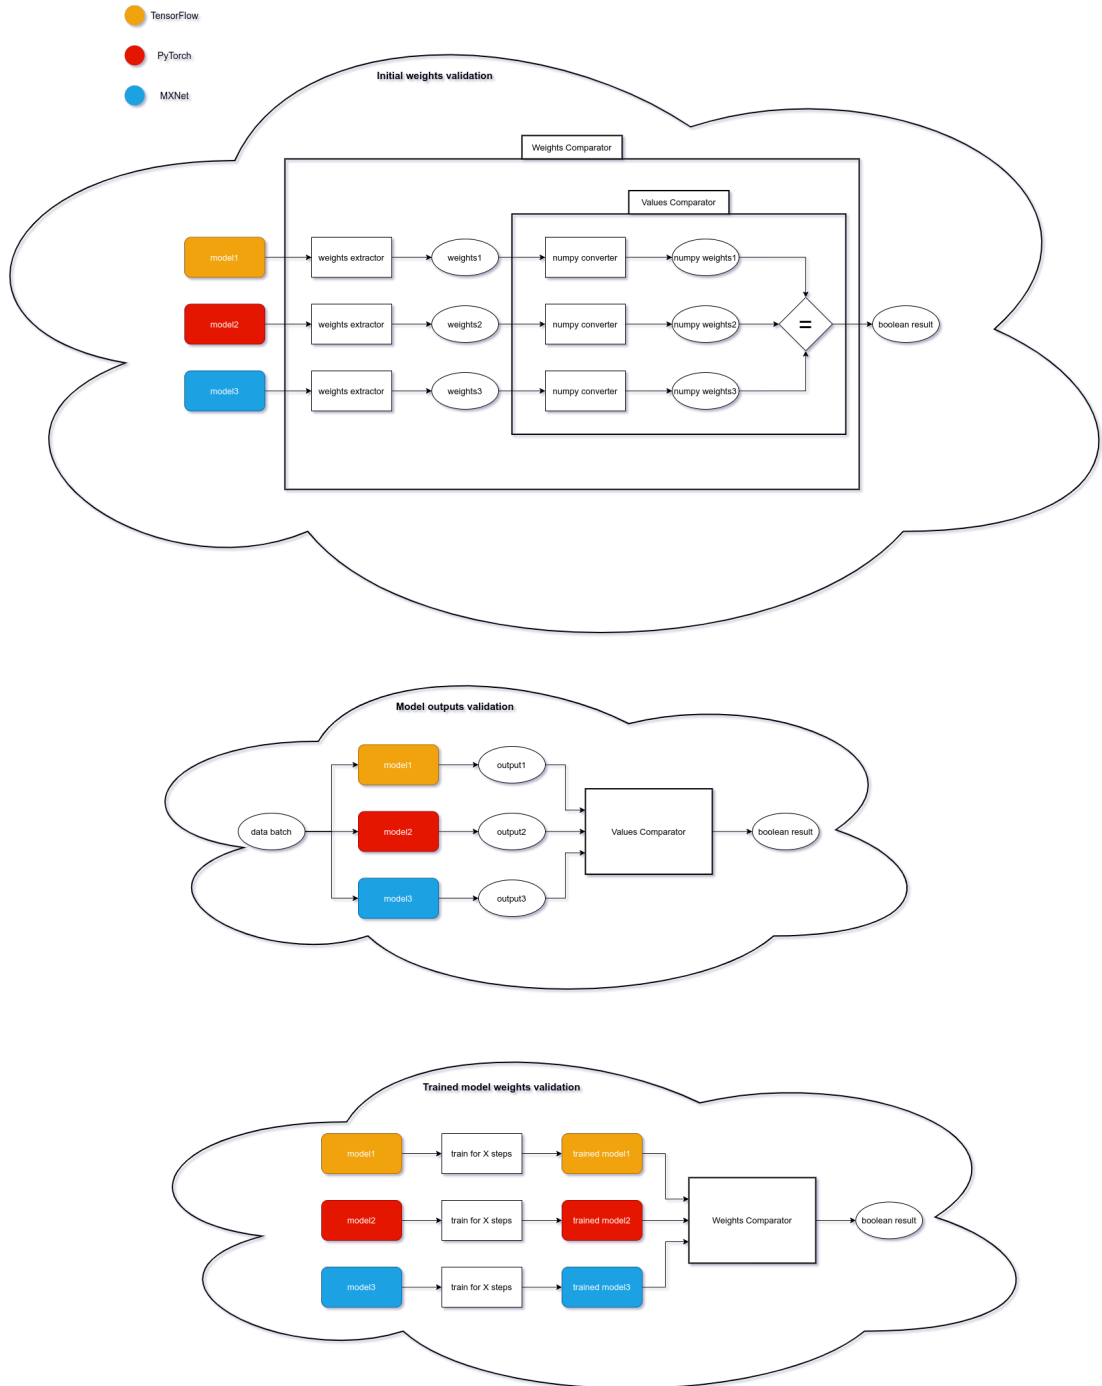 TensorFlow
PyTorch
MXNet
Initial weights validation
Weights Comparator
Values Comparator
model1
weights extractor
weights1
numpy converter
numpy weights1
model2
weights extractor
weights2
numpy converter
numpy weights2
=
boolean result
model3
weights extractor
weights3
numpy converter
numpy weights3
Model outputs validation
model1
output1
data batch
model2
output2
Values Comparator
boolean result
model3
output3
Trained model weights validation
model1
train for X steps
trained model1
model2
train for X steps
trained model2
Weights Comparator
boolean result
model3
train for X steps
trained model3